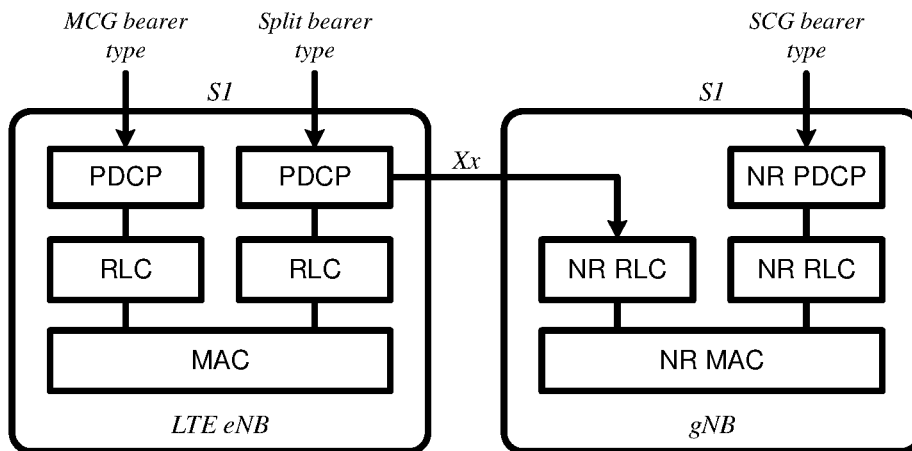 MCG bearer
type
Split bearer
type
SCG bearer
type
S1
S1
PDCP
PDCP
Xx
NR PDCP
RLC
RLC
NR RLC
NR RLC
MAC
NR MAC
LTE eNB
gNB